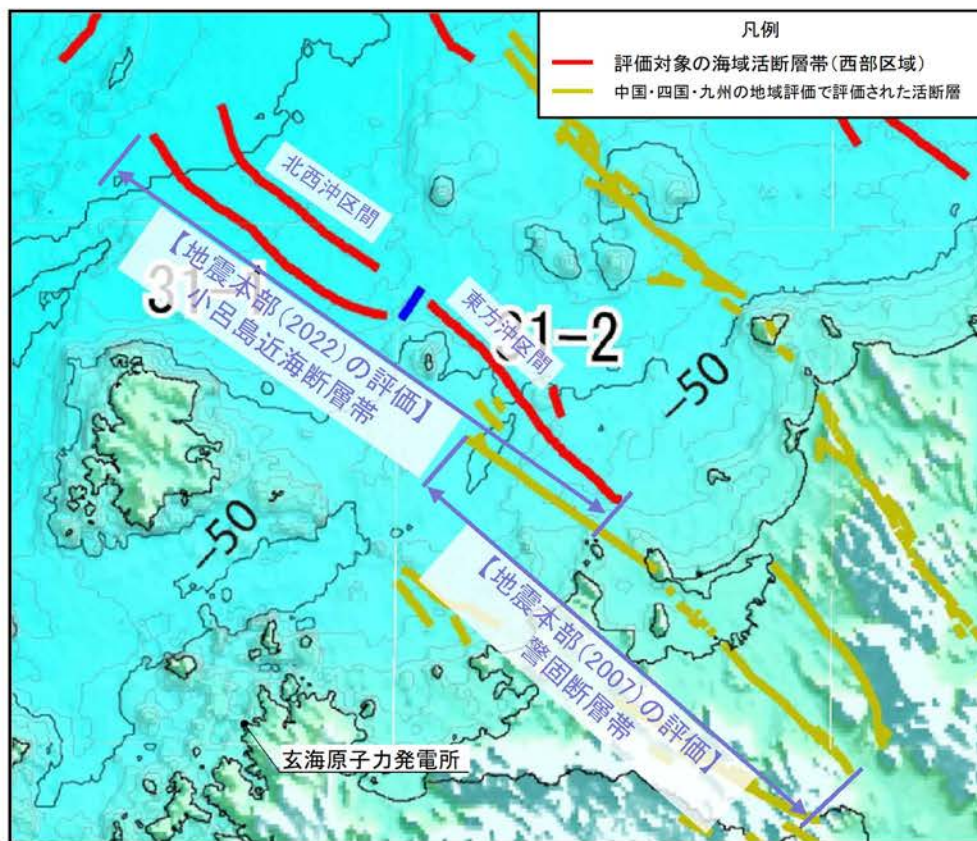 凡例
評価対象の海域活断層帯(西部区域)
中国・四国・九州の地域評価で評価された活断層
北西沖区間
31-1
【地震本部(2022)の評価】
小呂島近海断層帯
東方沖区間
31-2
-50
-50
【地震本部(2007)の評価】
警固断層帯
玄海原子力発電所